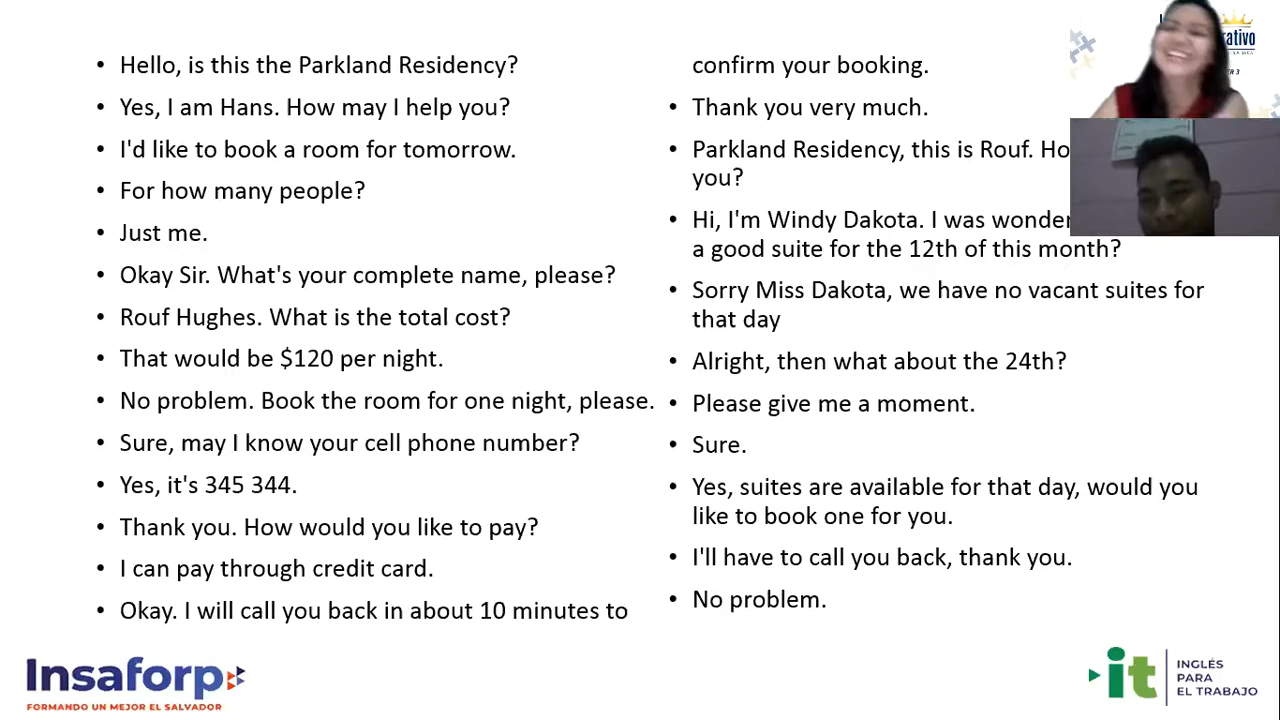 Hello, is this the Parkland Residency?
Yes, I am Hans. How may I help you?
I'd like to book a room for tomorrow.
For how many people?
Just me.
Okay Sir. What's your complete name, please?
Rouf Hughes. What is the total cost?
That would be $120 per night.
No problem. Book the room for one night, please.
Sure, may I know your cell phone number?
Yes, it's 345 344.
Thank you. How would you like to pay?
I can pay through credit card.
Okay. I will call you back in about 10 minutes to
confirm your booking.
Thank you very much.
Parkland Residency, this is Rouf.
you?
Hi, I'm Windy Dakota. I was
a good suite for the 12th of this month?
Sorry Miss Dakota, we have no vacant suites for
that day
Alright, then what about the 24th?
Please give me a moment.
Sure.
Yes, suites are available for that day, would you
like to book one for you.
I'll have to call you back, thank you.
No problem.
Insaforp
FORMANDO UN MEJOR EL SALVADOR
it
INGLÉS
PARA
EL TRABAJO